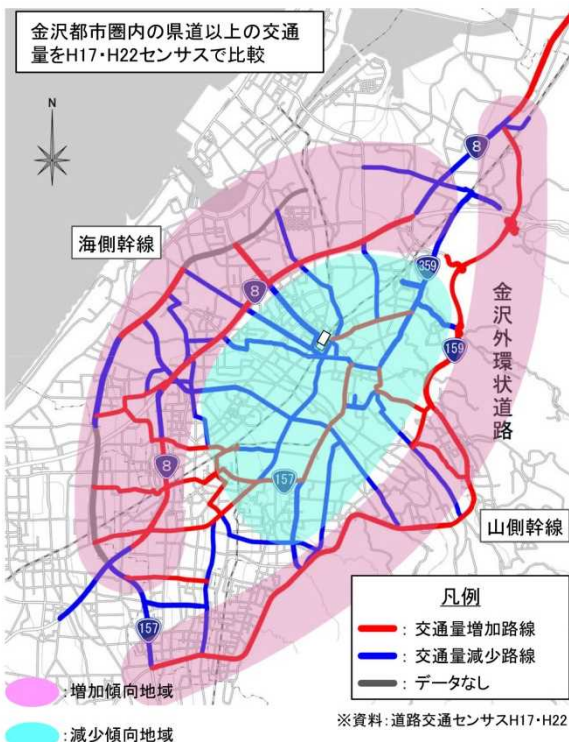 金沢都市圏内の県道以上の交通
量をH17・H22センサスで比較
N
8
海側幹線
359
8
金沢外環状道路
159
8
157
山側幹線
157
凡例
：交通量増加路線
：交通量減少路線
：データなし
：増加傾向地域
：減少傾向地域
※資料：道路交通センサスH17・H22